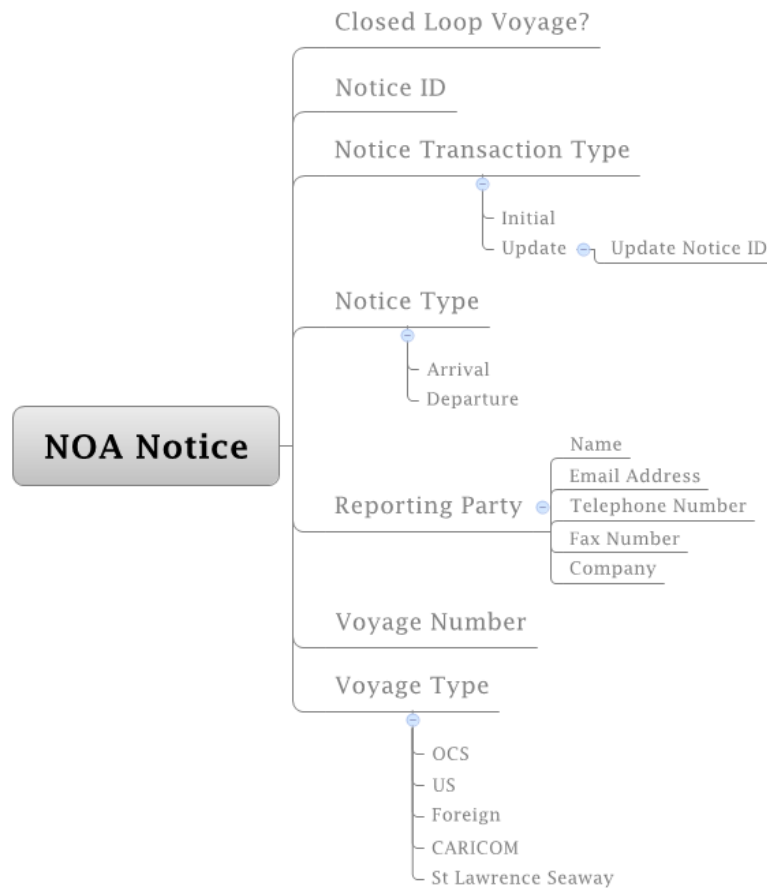 Closed Loop Voyage?
Notice ID
Notice Transaction Type
Initial
Update
Update Notice ID
Notice Type
Arrival
Departure
NOA Notice
Reporting Party
Name
Email Address
Telephone Number
Fax Number
Company
Voyage Number
Voyage Type
OCS
US
Foreign
CARICOM
St Lawrence Seaway